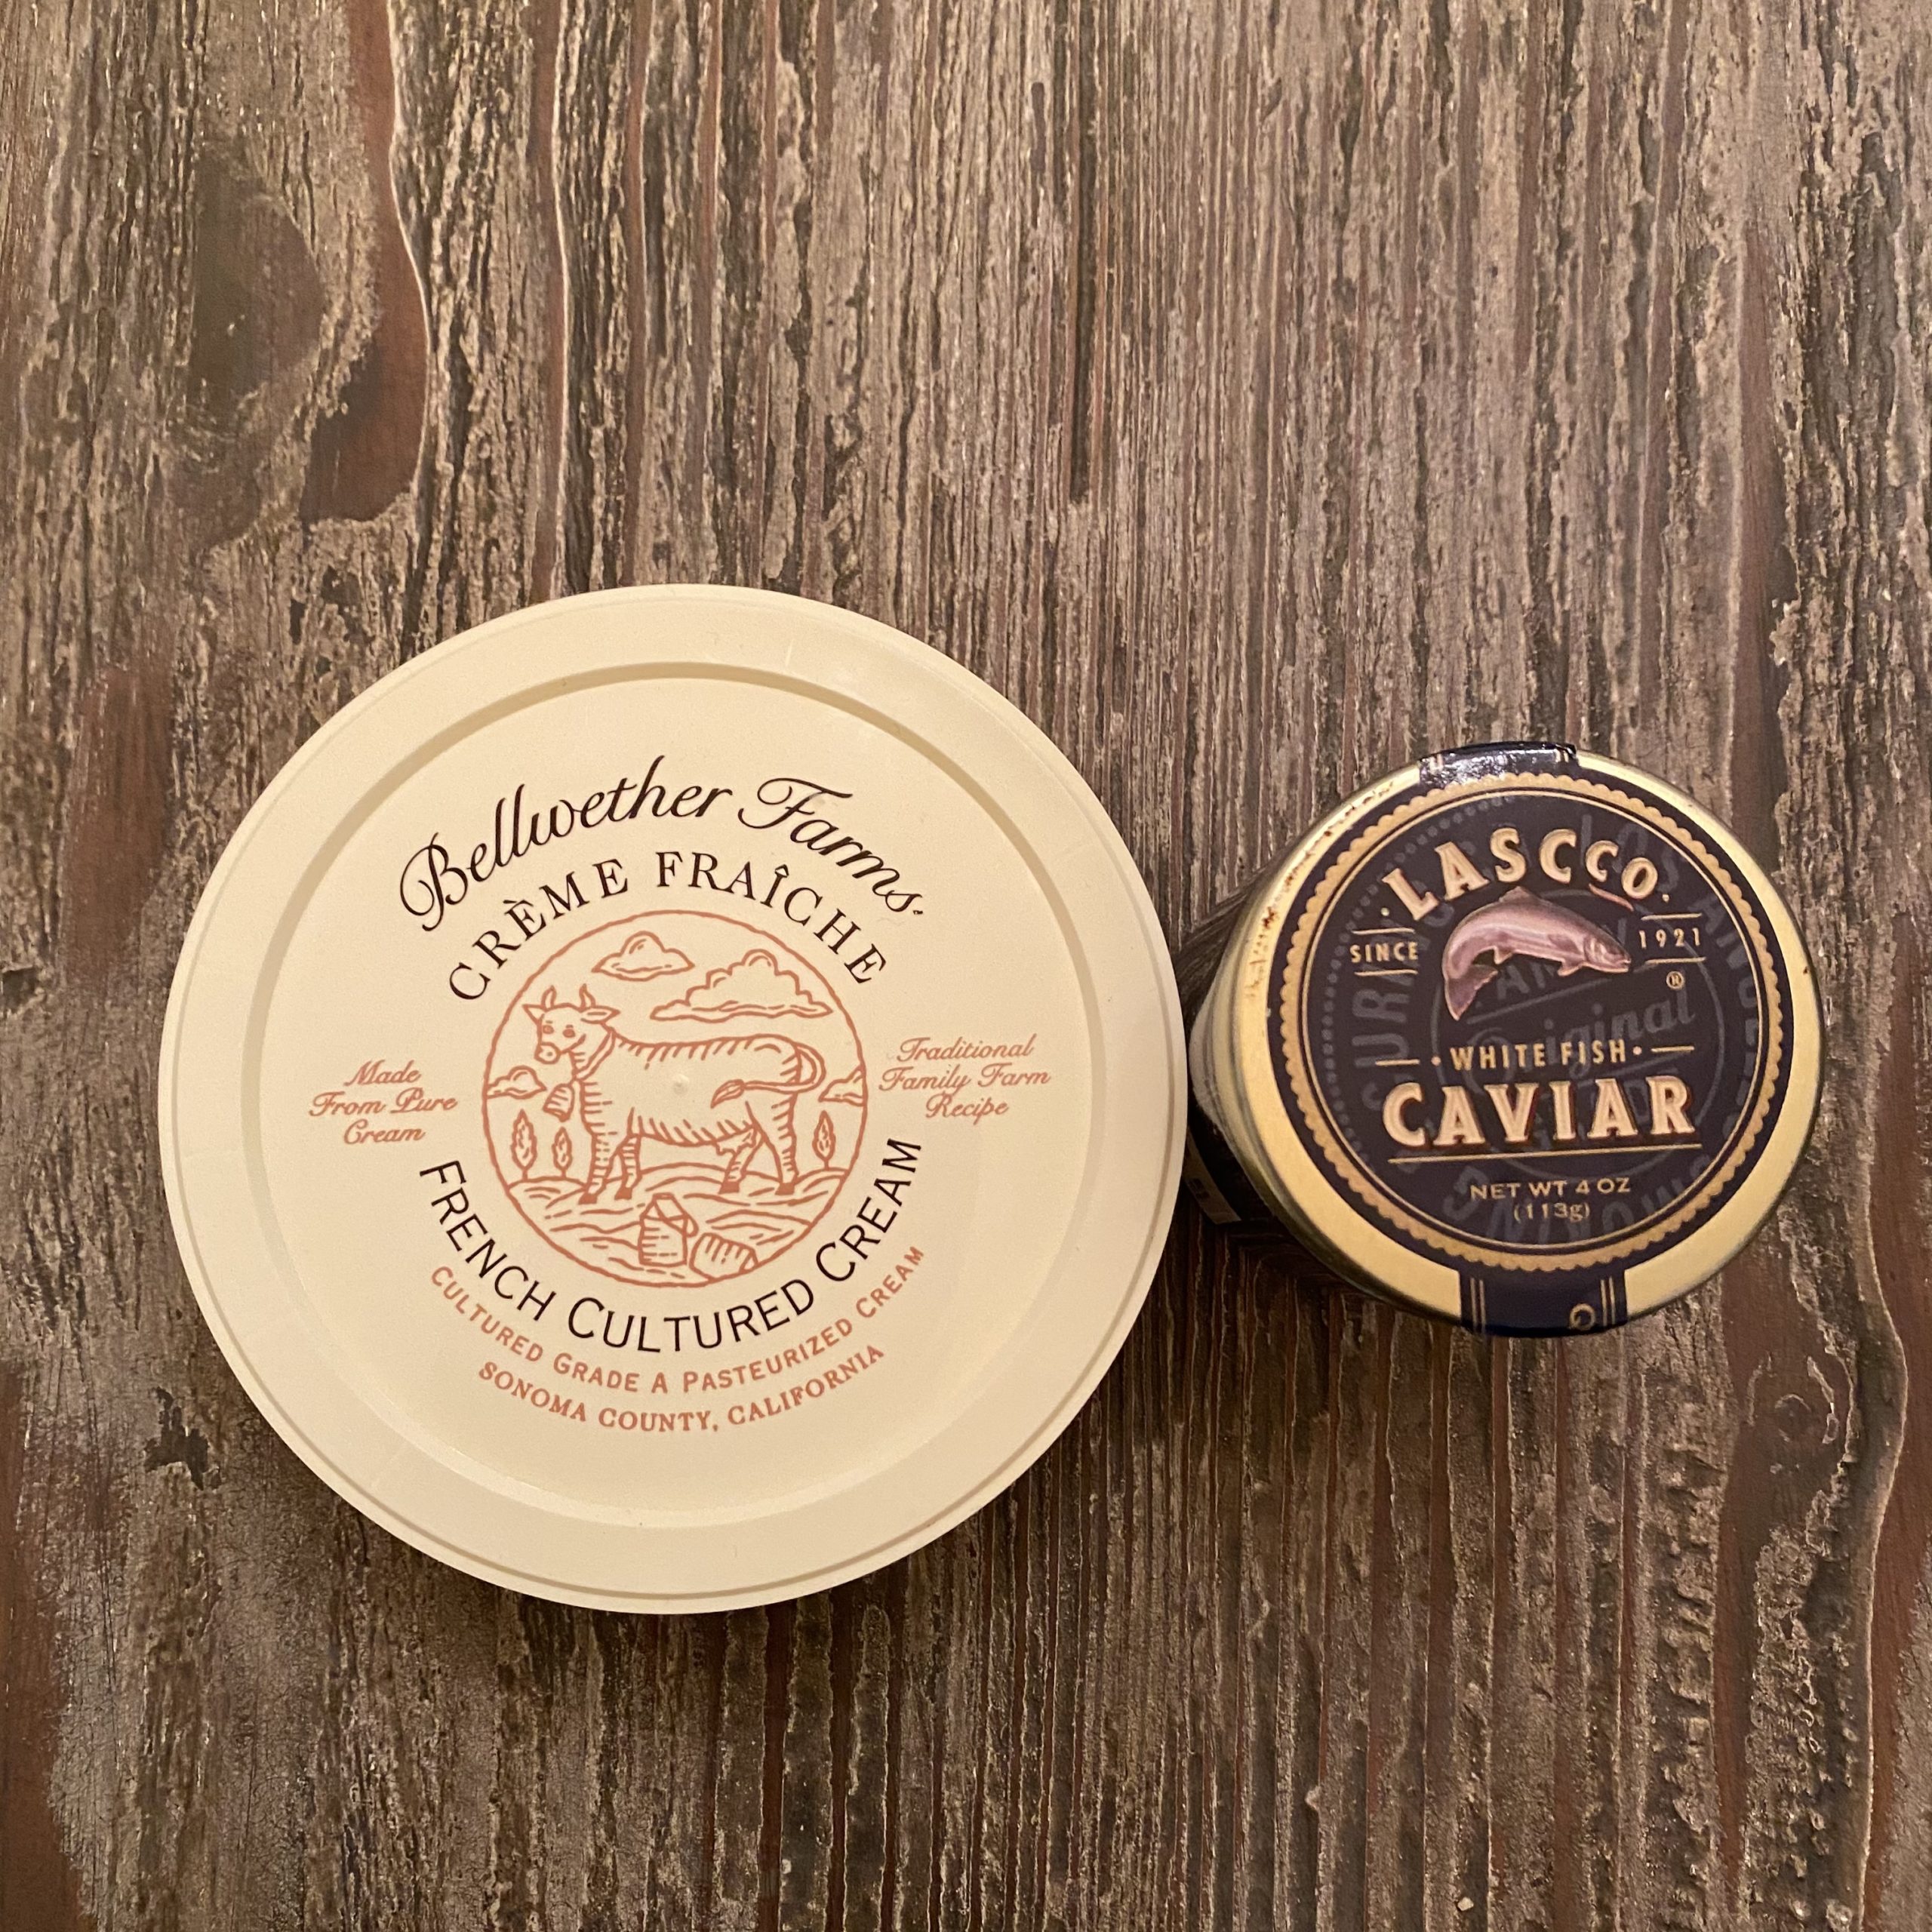 Bellwether Farms.
CRÈME FRAÎCHE
Made
From Pure
Cream
Traditional
Family Farm
Recipe
FRENCH CULTURED CREAM
CULTURED GRADE A PASTEURIZED CREAM
SONOMA COUNTY, CALIFORNIA
LASCCO
SINCE 1921
®
Original
WHITE FISH
CAVIAR
NET WT 4 OZ
(113g)